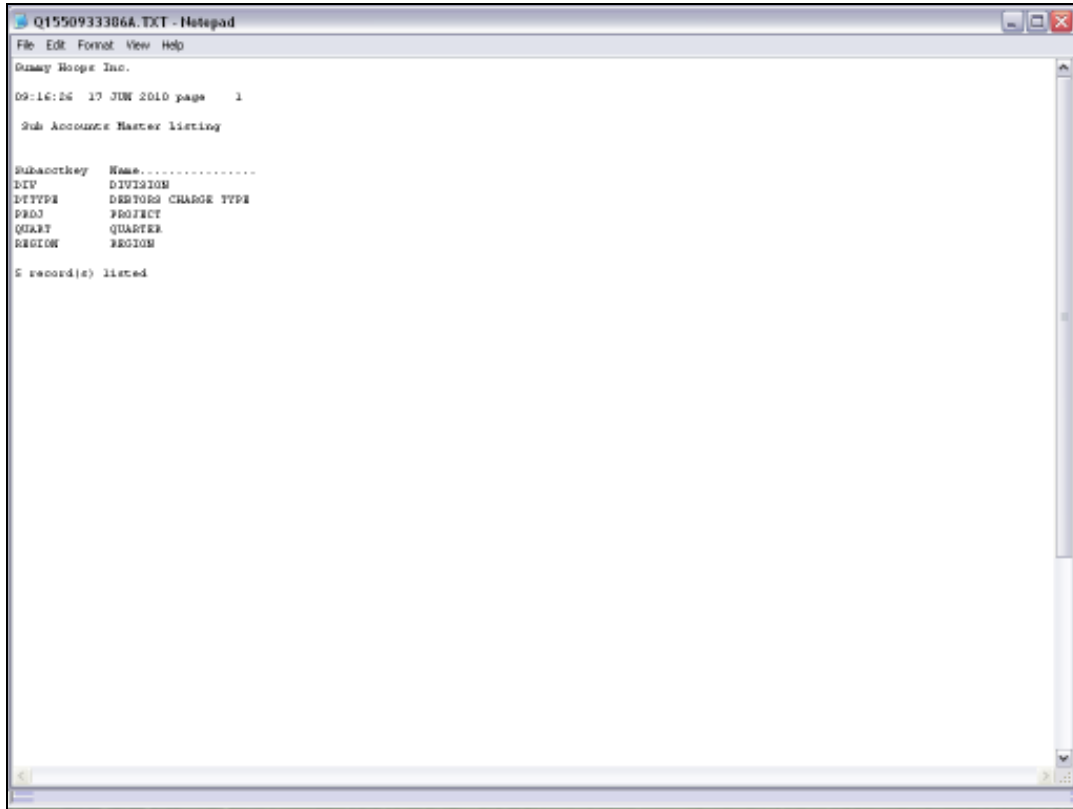 Q1550933386A.TXT - Notepad
File Edit Format View Help
Gummy Hoops Inc.
09:16:26 17 JUN 2010 page 1
Sub Accounts Master listing
Subacctkey Name................
DIV DIVISION
DTTYPE DEBTORS CHARGE TYPE
PROJ PROJECT
QUART QUARTER
REGION REGION
5 record(s) listed